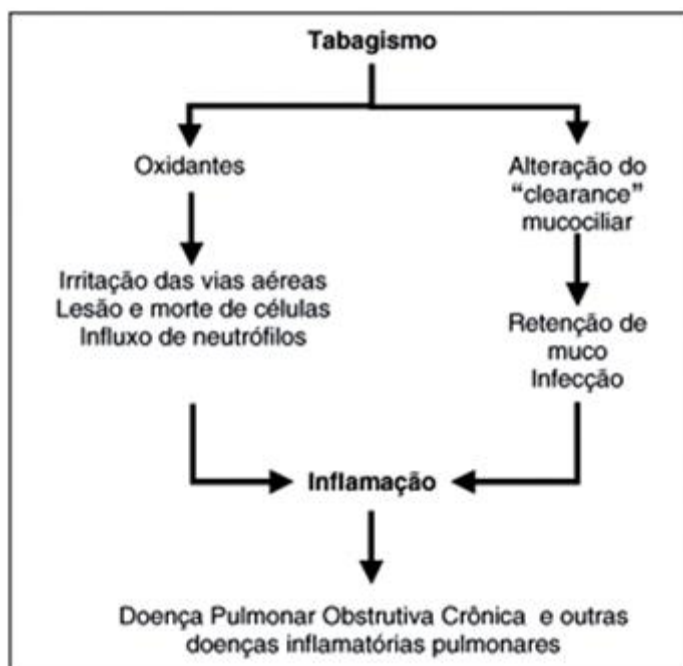 Tabagismo
Oxidantes
Alteração do
“clearance”
mucociliar
Irritação das vias aéreas
Lesão e morte de células
Influxo de neutrófilos
Retenção de
muco
Infecção
Inflamação
Doença Pulmonar Obstrutiva Crônica e outras
doenças inflamatórias pulmonares